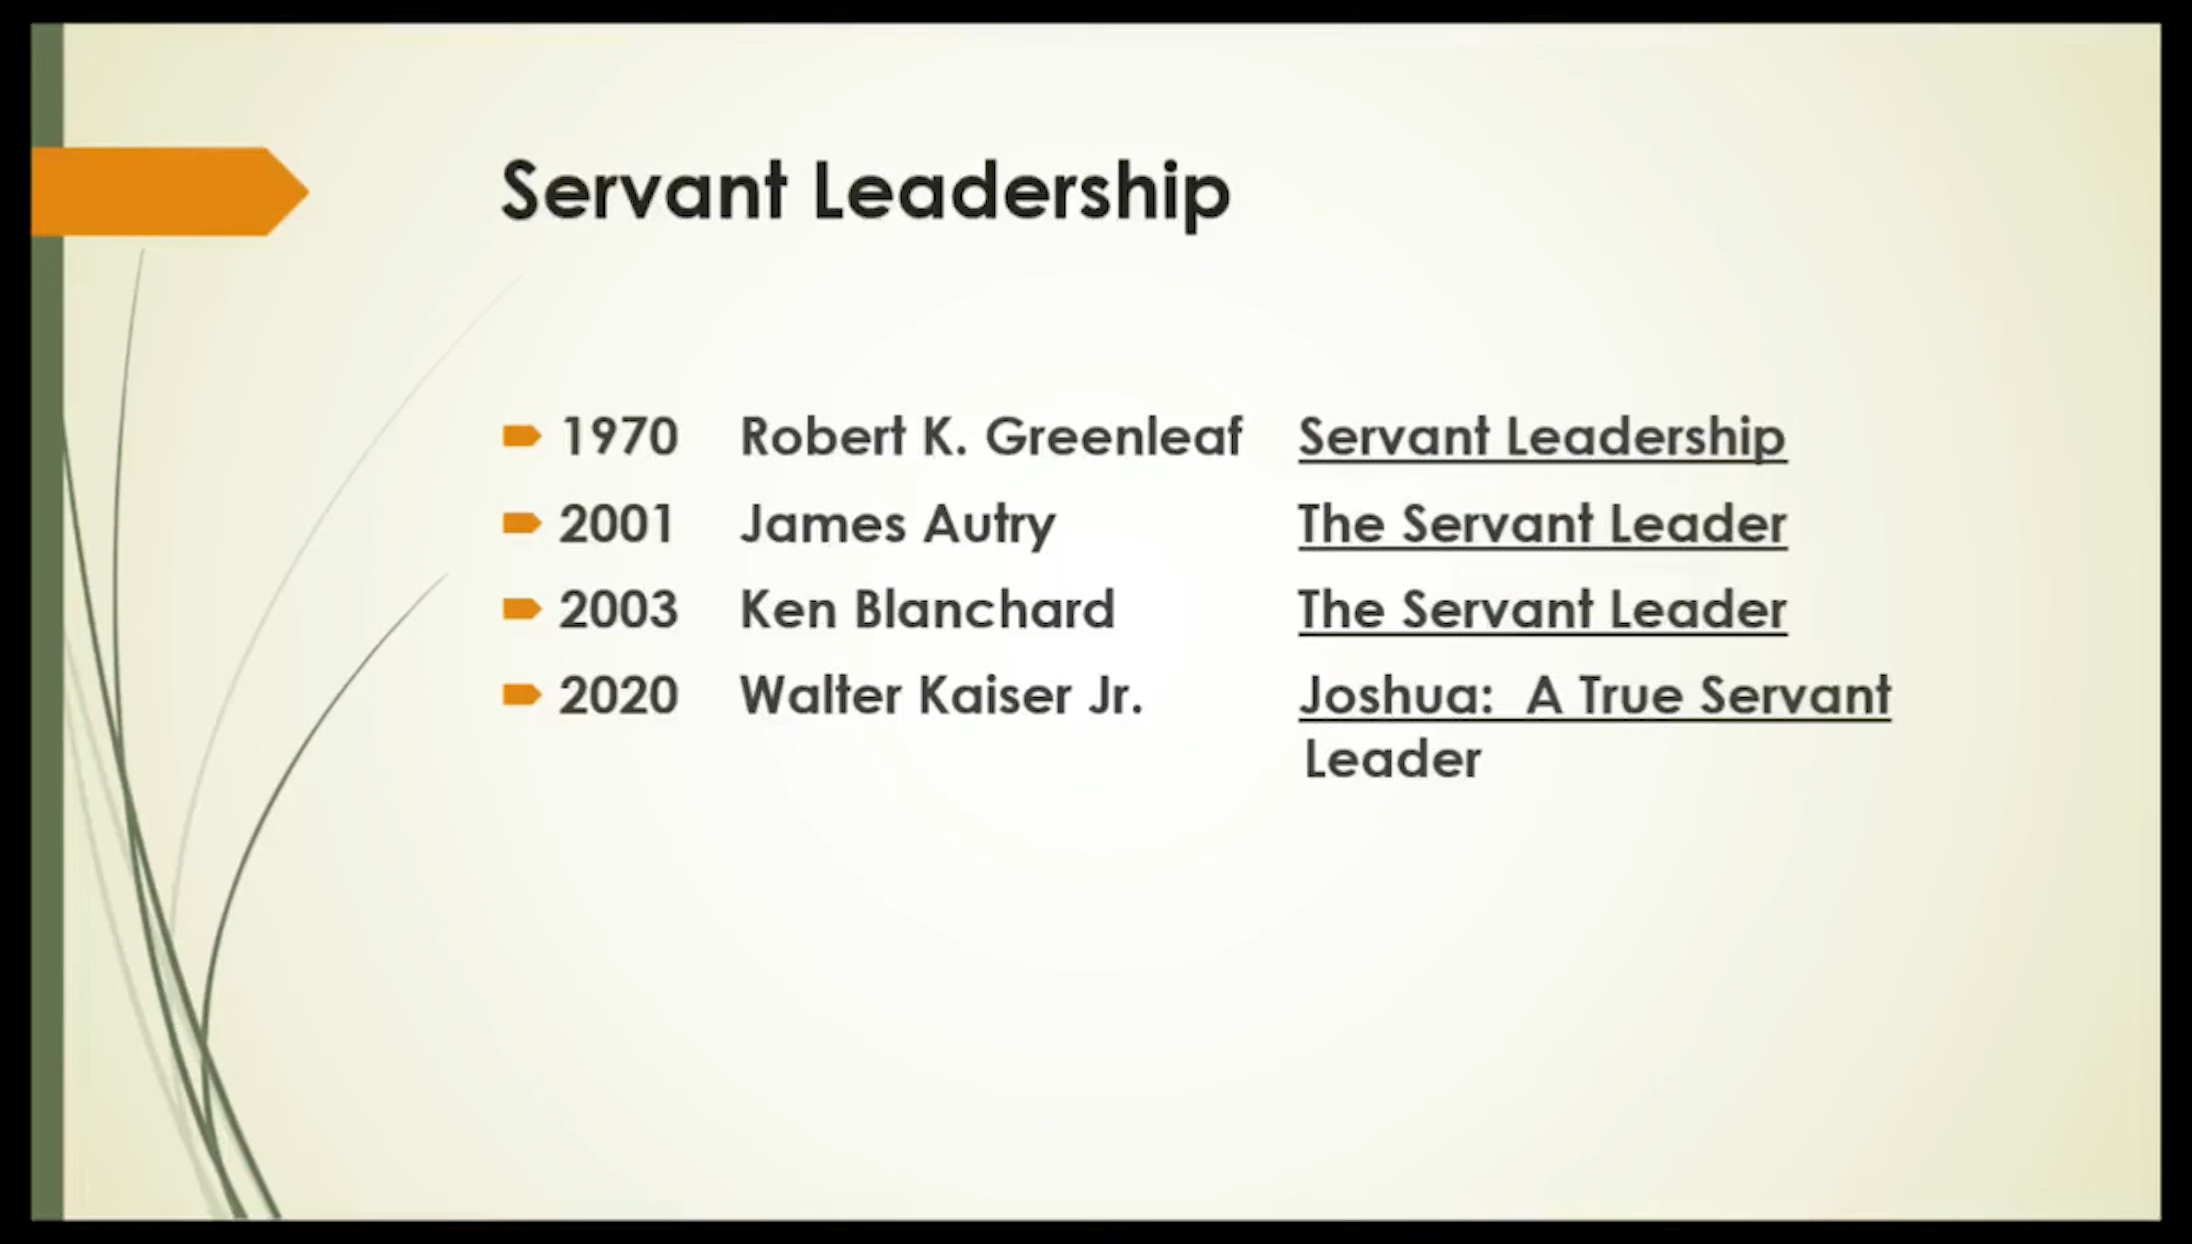 Servant Leadership
1970 Robert K. Greenleaf Servant Leadership
2001 James Autry The Servant Leader
2003 Ken Blanchard The Servant Leader
2020 Walter Kaiser Jr. Joshua: A True Servant
Leader